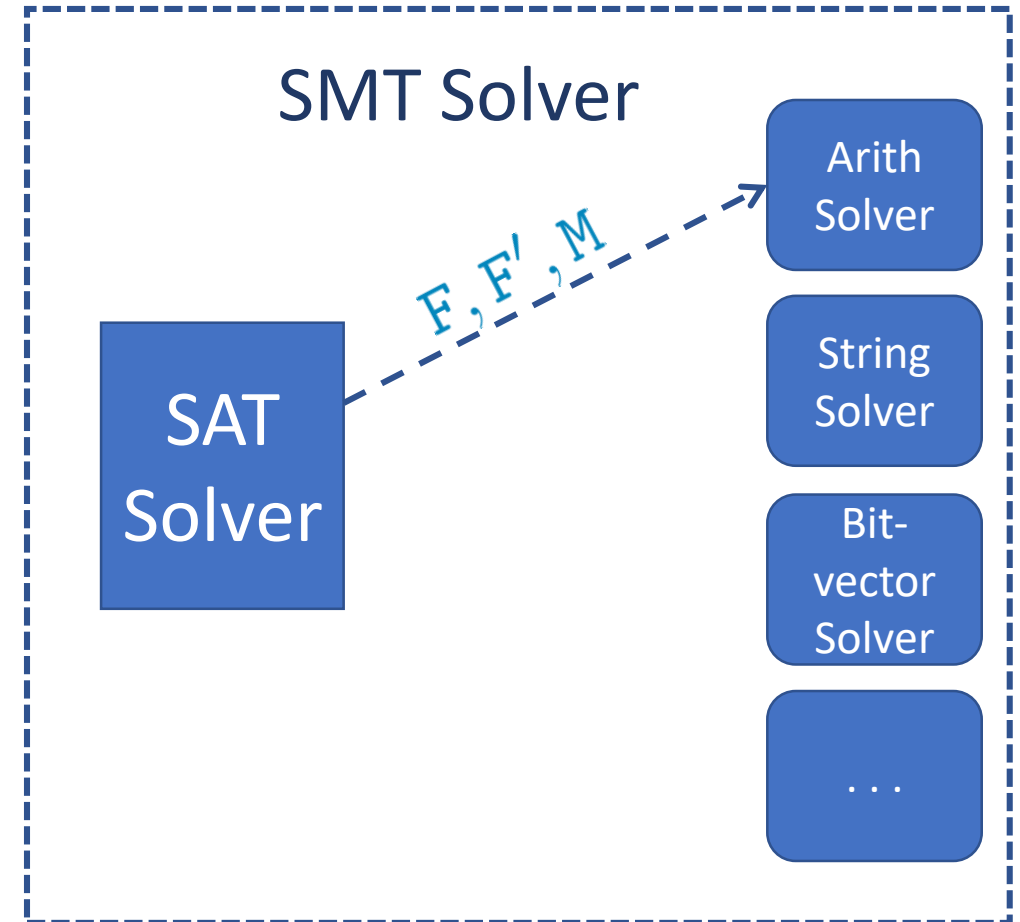 SMT Solver
F,F',M
SAT
Solver
Arith
Solver
String
Solver
Bit-
vector
Solver
...